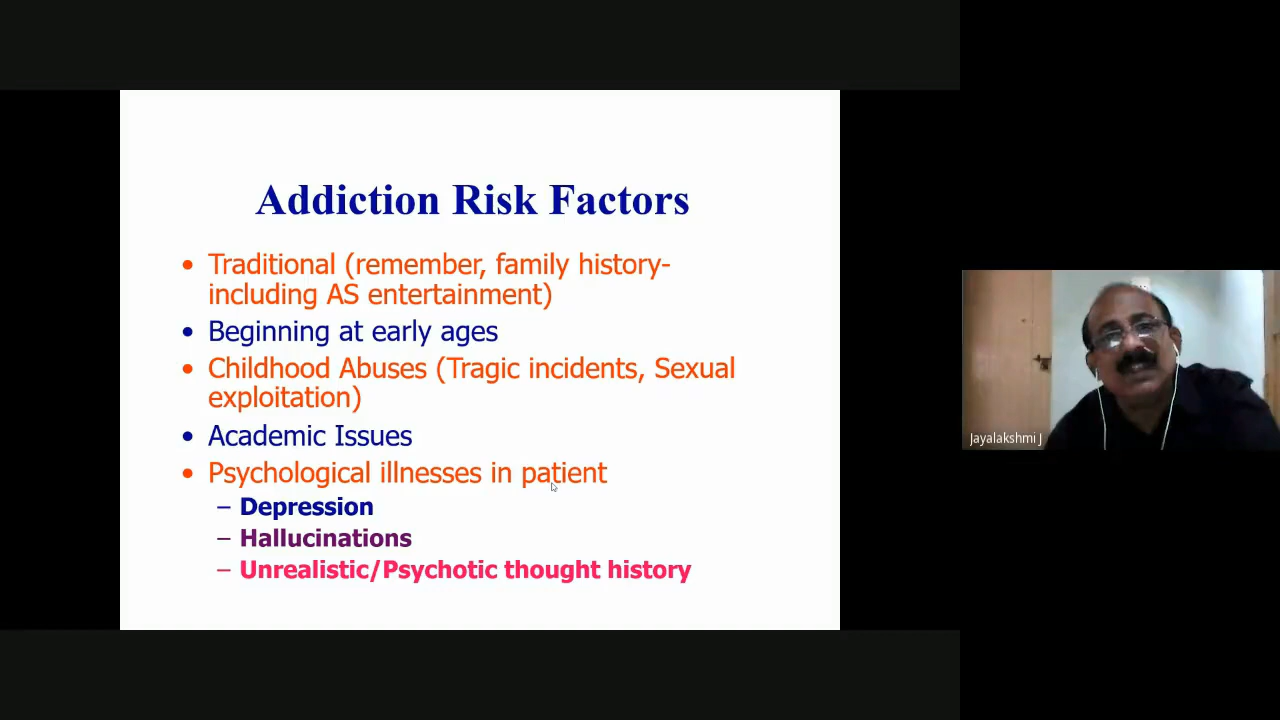 Addiction Risk Factors
• Traditional (remember, family history-
including AS entertainment)
• Beginning at early ages
• Childhood Abuses (Tragic incidents, Sexual
exploitation)
• Academic Issues
• Psychological illnesses in patient
– Depression
– Hallucinations
– Unrealistic/Psychotic thought history
Jayalakshmi J